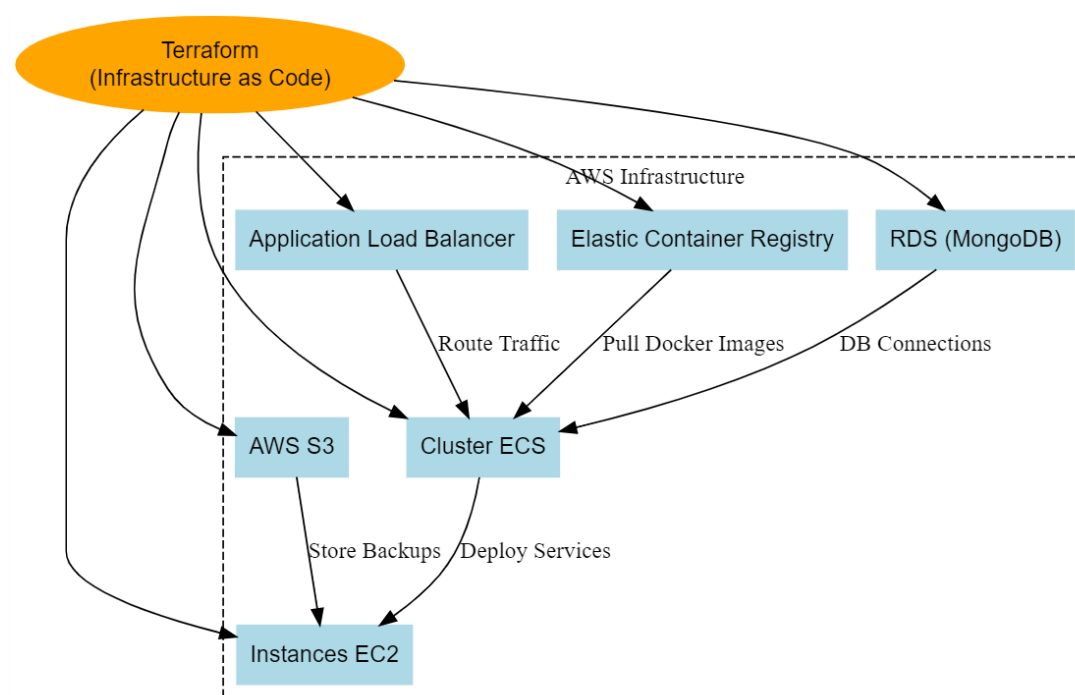 Terraform
(Infrastructure as Code)
AWS Infrastructure
Application Load Balancer
Elastic Container Registry
RDS (MongoDB)
Route Traffic
Pull Docker Images
DB Connections
AWS S3
Cluster ECS
Store Backups
Deploy Services
Instances EC2